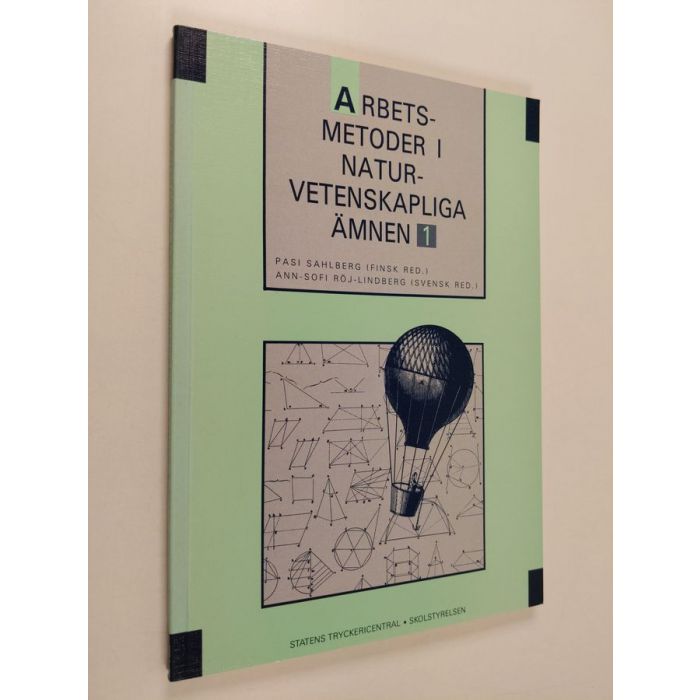 ARBETS-
METODER I
NATUR-
VETENSKAPLIGA
ÄMNEN 1
PASI SAHLBERG (FINSK RED.)
ANN-SOFI RÖJ-LINDBERG (SVENSK RED.)
STATENS TRYCKERICENTRAL • SKOLSTYRELSEN